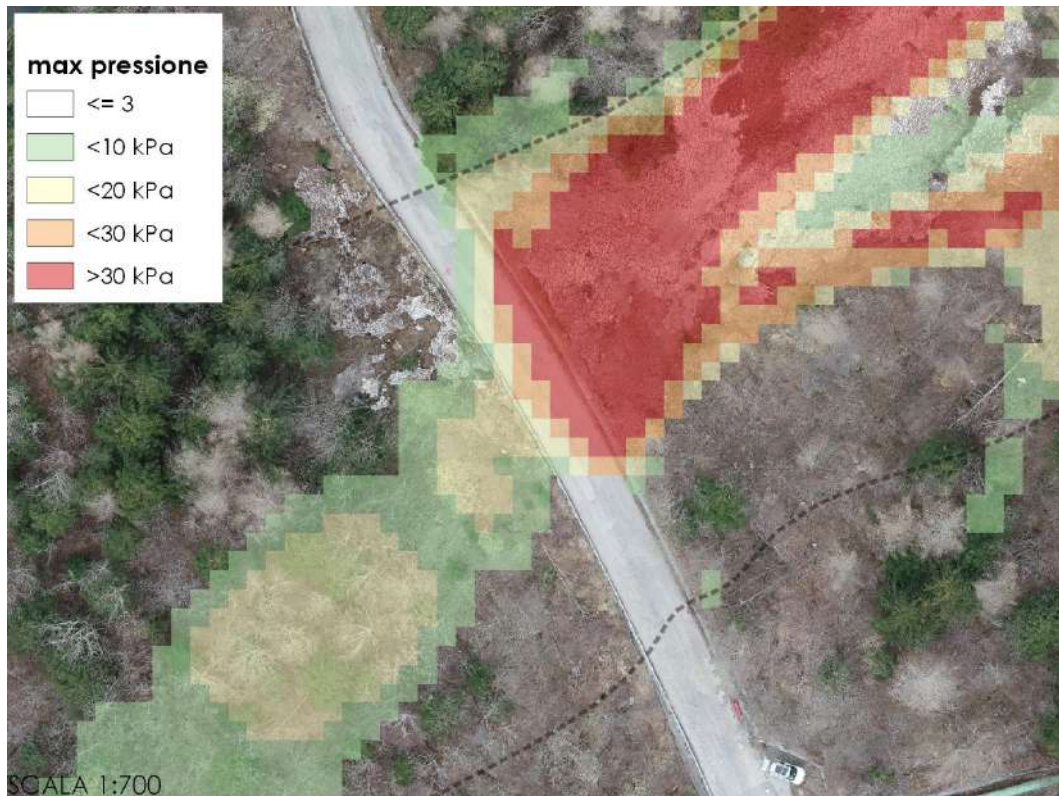 max pressione
<= 3
<10 kPa
<20 kPa
<30 kPa
>30 kPa
SCALA 1:700